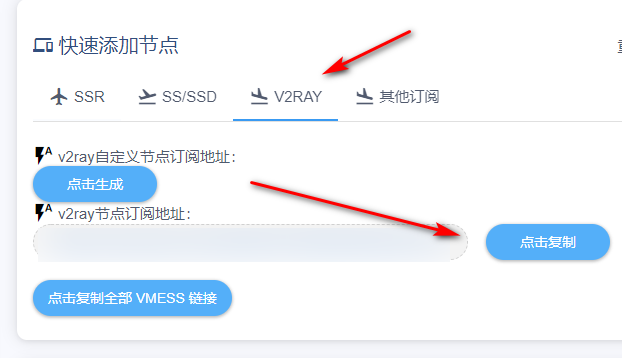 快速添加节点
SSR SS/SSD V2RAY 其他订阅
A v2ray自定义节点订阅地址：
点击生成
A v2ray节点订阅地址：
点击复制
点击复制全部 VMESS 链接